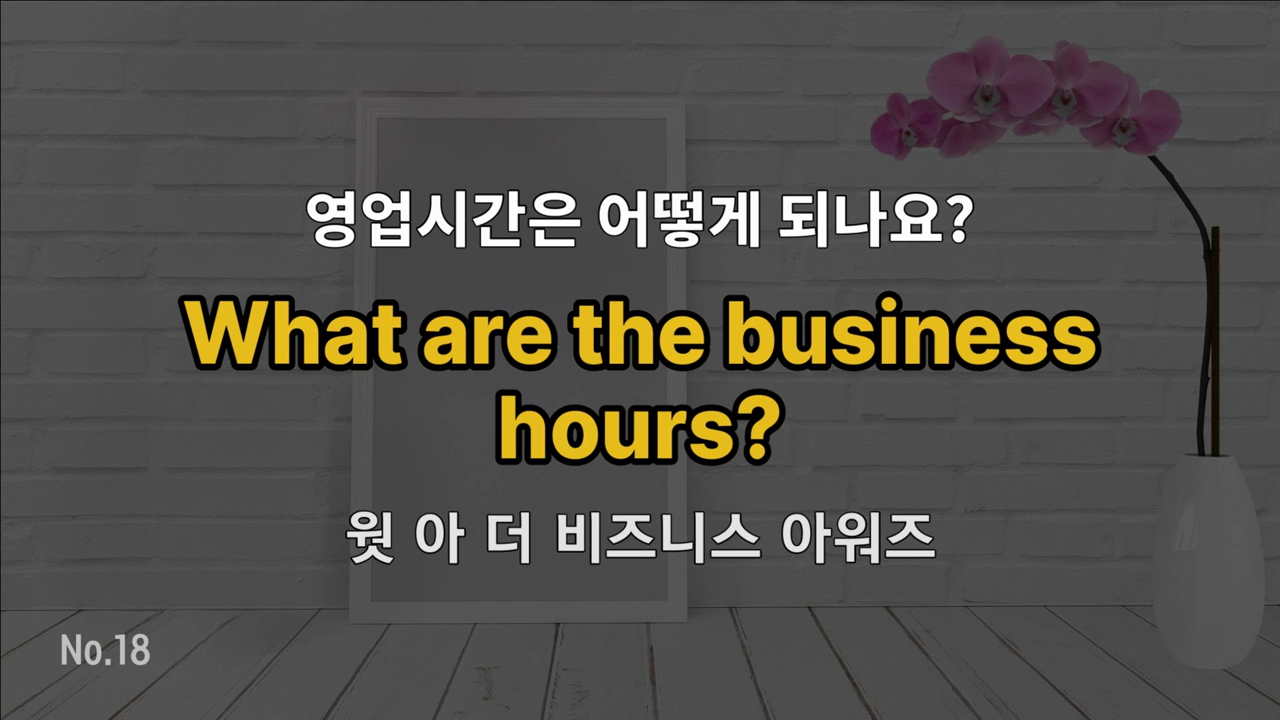 영업시간은 어떻게 되나요?
What are the business
hours?
윗 아 더 비즈니스 아워즈
No.18